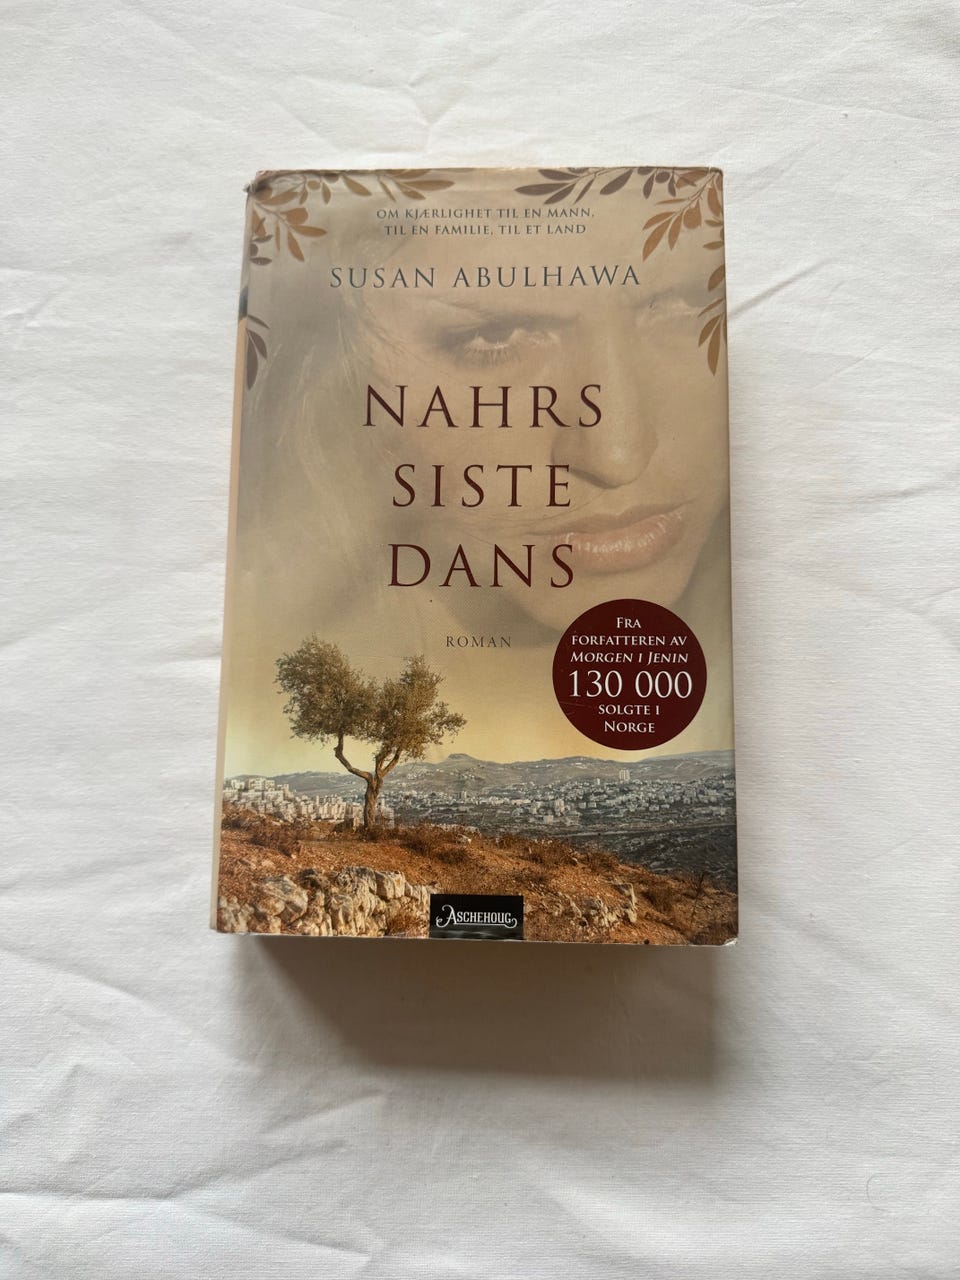 OM KJÆRLIGHET TIL EN MANN,
TIL EN FAMILIE, TIL ET LAND
SUSAN ABULHAWA
NAHRS
SISTE
DANS
ROMAN
FRA
FORFATTEREN AV
MORGEN I JENIN
130 000
SOLGTE I
NORGE
ASCHEHOUG